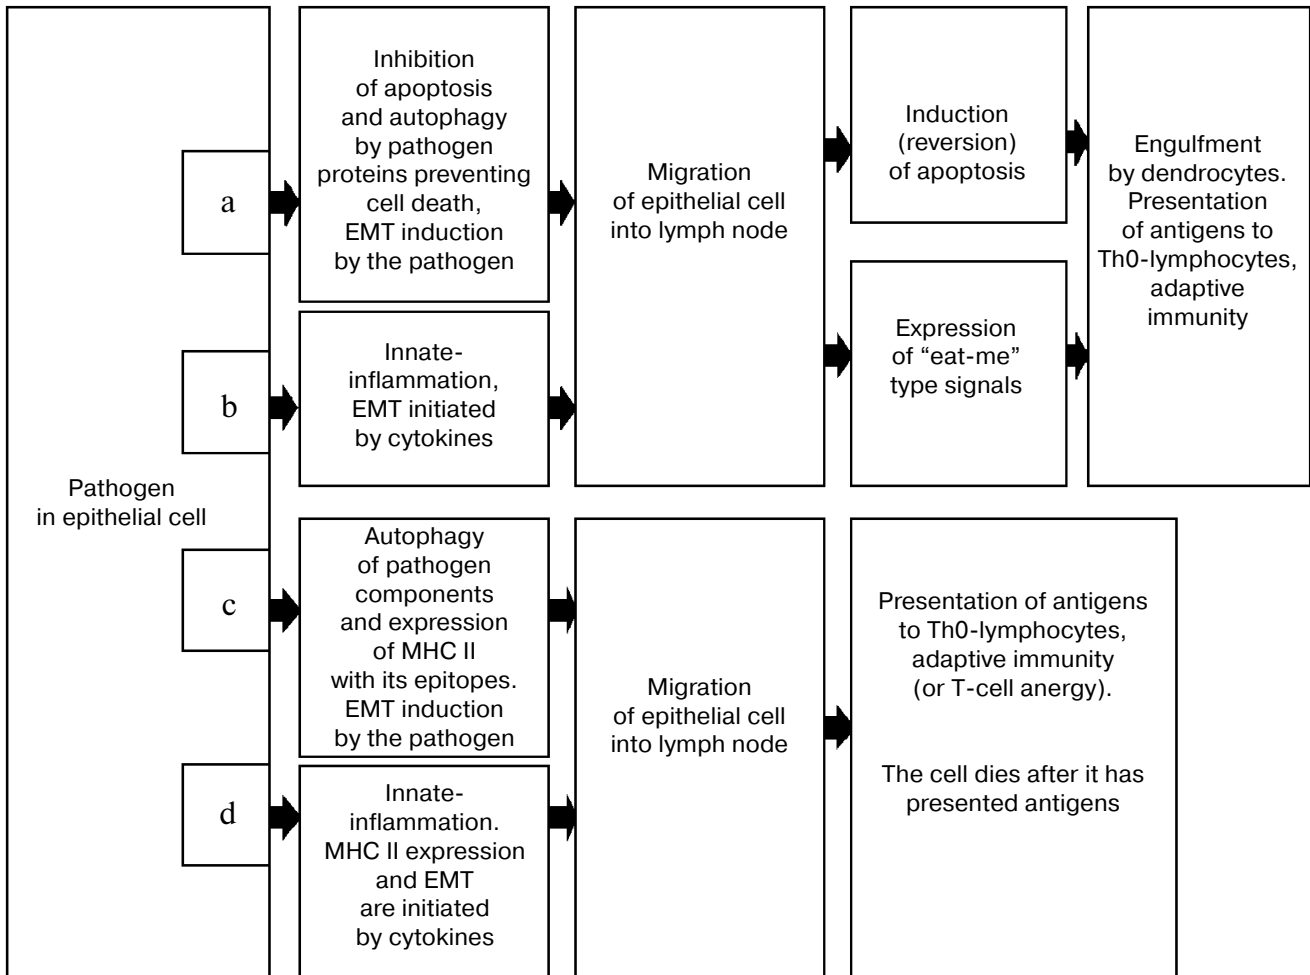 Pathogen
in epithelial cell
a
Inhibition
of apoptosis
and autophagy
by pathogen
proteins preventing
cell death,
EMT induction
by the pathogen
b
Innate-
inflammation,
EMT initiated
by cytokines
Migration
of epithelial cell
into lymph node
Induction
(reversion)
of apoptosis
Expression
of “eat-me”
type signals
Engulfment
by dendrocytes.
Presentation
of antigens to
Th0-lymphocytes,
adaptive
immunity
c
Autophagy
of pathogen
components
and expression
of MHC II
with its epitopes.
EMT induction
by the pathogen
d
Innate-
inflammation.
MHC II expression
and EMT
are initiated
by cytokines
Migration
of epithelial cell
into lymph node
Presentation of antigens
to Th0-lymphocytes,
adaptive immunity
(or T-cell anergy).
The cell dies after it has
presented antigens